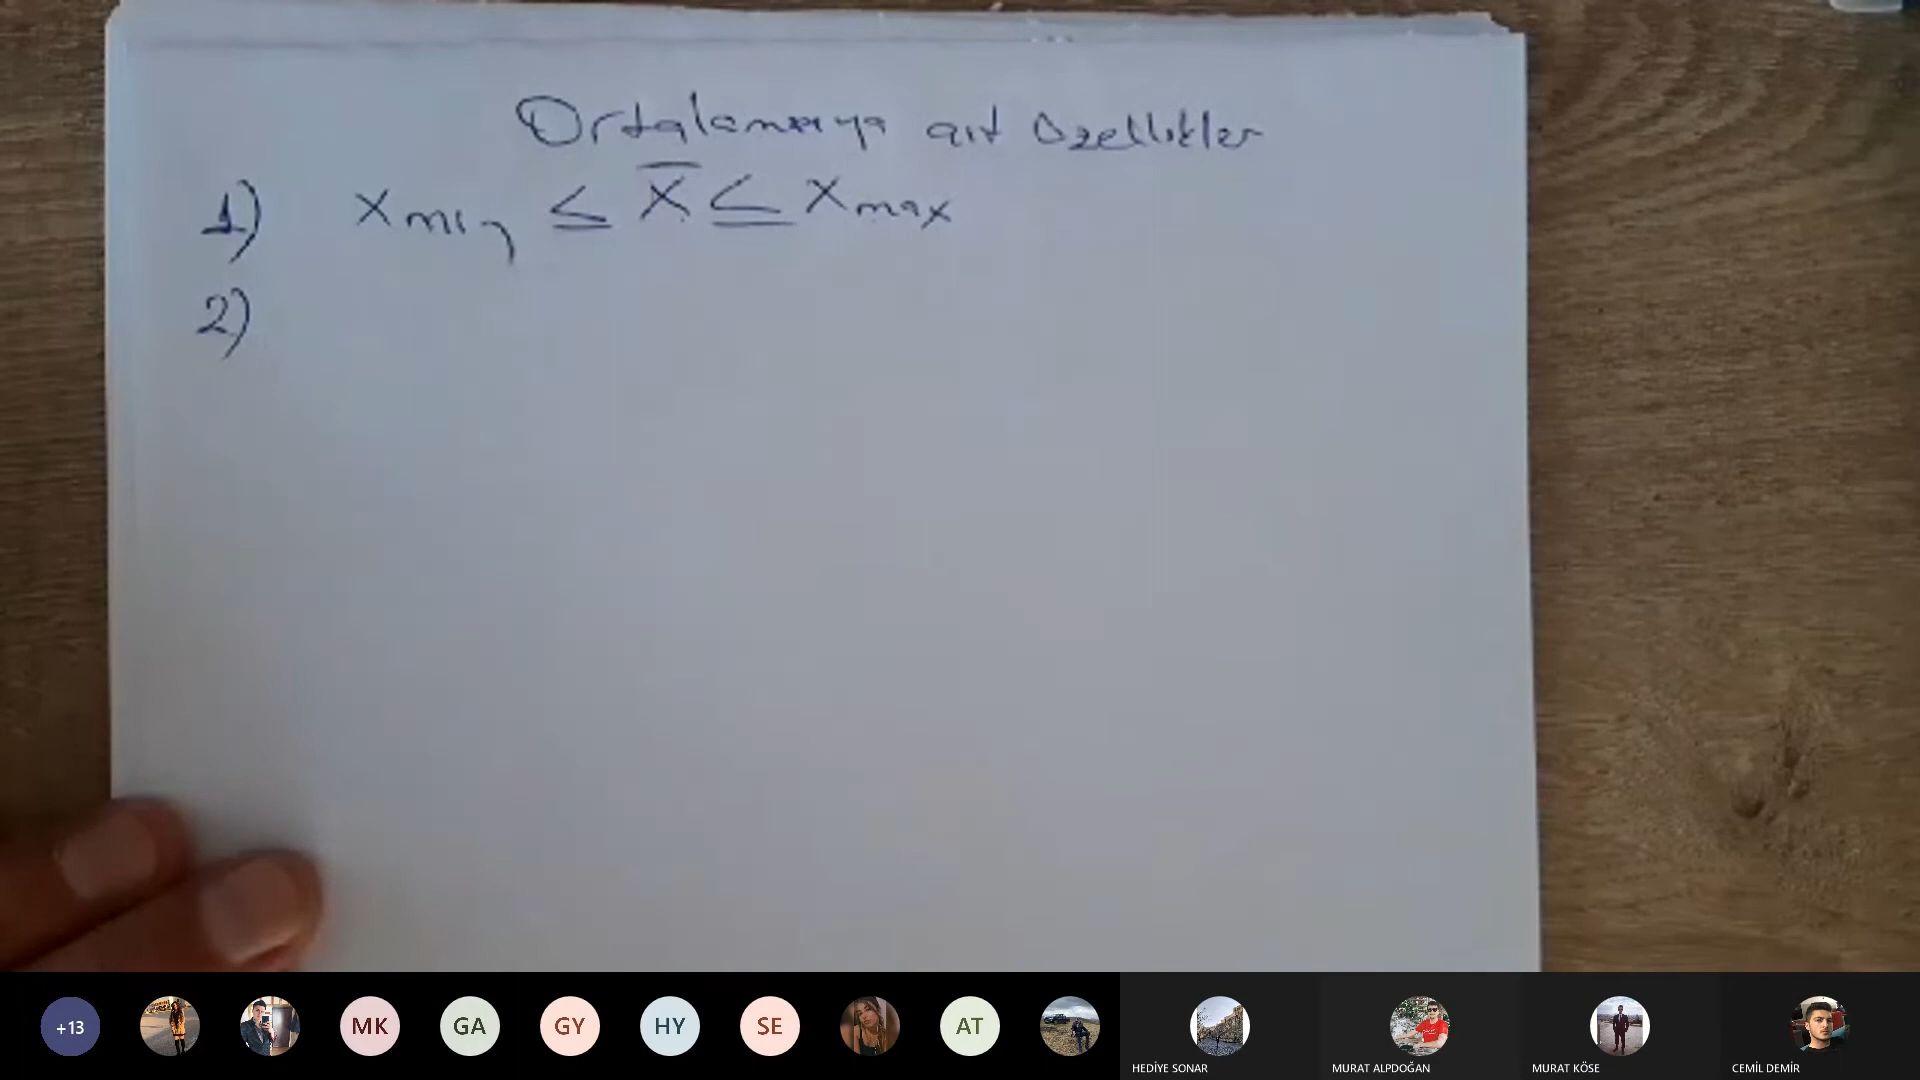 Ortalamaya ait özellikler
1) Xmin ≤ X̅ ≤ Xmax
2)
+13
MK
GA
GY
HY
SE
AT
HEDİYE SONAR
MURAT ALPDOĞAN
MURAT KÖSE
CEMİL DEMİR